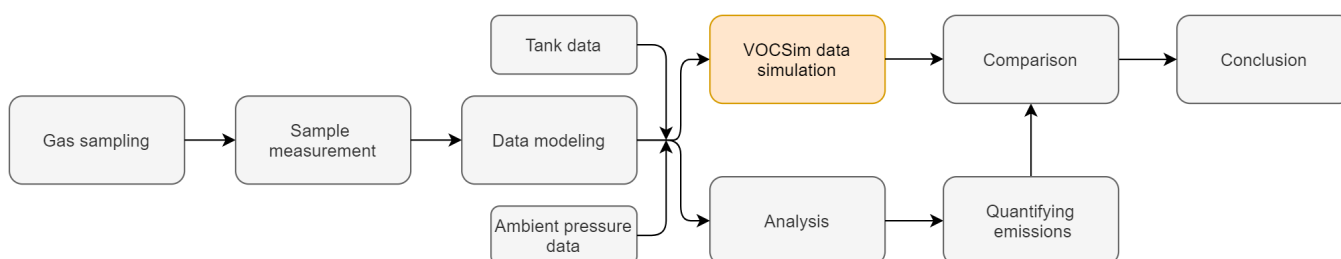 Tank data
VOCSim data
simulation
Comparison
Conclusion
Gas sampling
Sample
measurement
Data modeling
Ambient pressure
data
Analysis
Quantifying
emissions